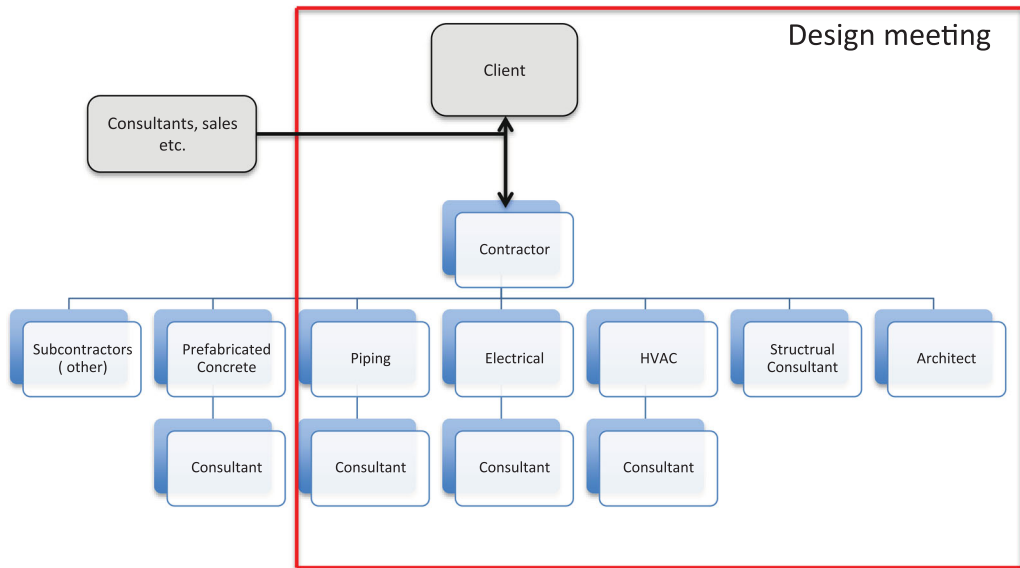 Design meeting
Client
Consultants, sales
etc.
Contractor
Subcontractors
( other)
Prefabricated
Concrete
Piping
Electrical
HVAC
Structrual
Consultant
Architect
Consultant
Consultant
Consultant
Consultant